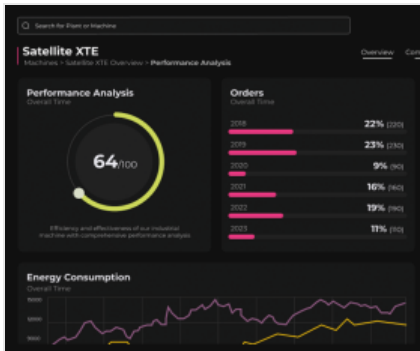 Search for Plant or Machine
Satellite XTE
Machines > Satellite XTE Overview > Performance Analysis
Overview
Performance Analysis
Overall Time
64/100
Efficiency and effectiveness of our industrial
machine with comprehensive performance analysis
Orders
Overall Time
2018 22% (220)
2019 23% (230)
2020 9% (90)
2021 16% (160)
2022 19% (190)
2023 11% (110)
Energy Consumption
Overall Time